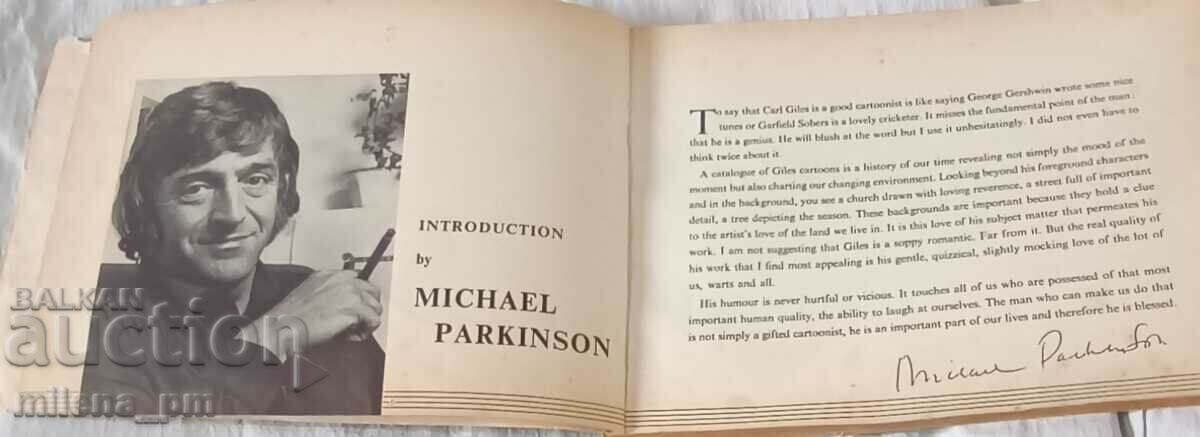 INTRODUCTION
by
MICHAEL
PARKINSON
To say that Carl Giles is a good cartoonist is like saying George Gershwin wrote some nice
tunes or Garfield Sobers is a lovely cricketer. It misses the fundamental point of the man:
that he is a genius. He will blush at the word but I use it unhesitatingly. I did not even have to
think twice about it.
A catalogue of Giles cartoons is a history of our time revealing not simply the mood of the
moment but also charting our changing environment. Looking beyond his foreground characters
and in the background, you see a church drawn with loving reverence, a street full of important
detail, a tree depicting the season. These backgrounds are important because they hold a clue
to the artist's love of the land we live in. It is this love of his subject matter that permeates his
work. I am not suggesting that Giles is a soppy romantic. Far from it. But the real quality of
his work that I find most appealing is his gentle, quizzical, slightly mocking love of the lot of
us, warts and all.
His humour is never hurtful or vicious. It touches all of us who are possessed of that most
important human quality, the ability to laugh at ourselves. The man who can make us do that
is not simply a gifted cartoonist, he is an important part of our lives and therefore he is blessed.
Michael Parkinson
BALKAN
auction
milena_pm